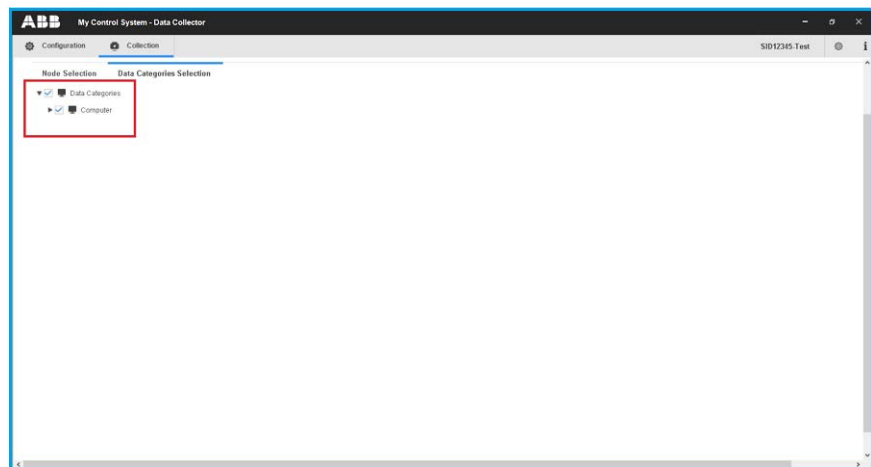 ABB My Control System - Data Collector
Configuration Collection SID12345-Test i
Node Selection Data Categories Selection
Data Categories
Computer